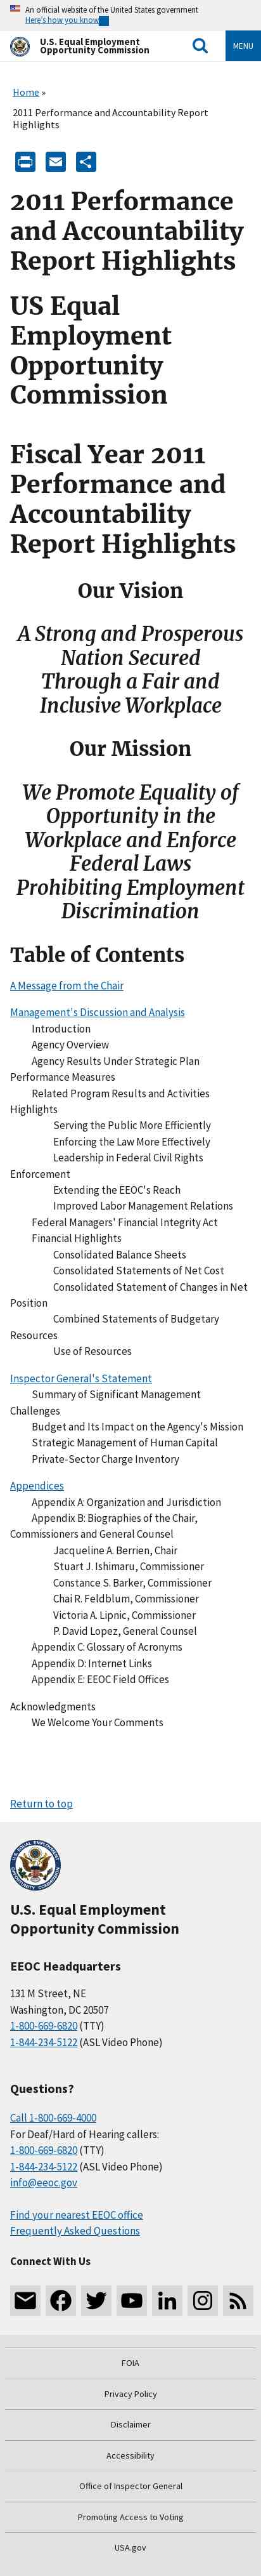 An official website of the United States government
Here's how you know
U.S. Equal Employment
Opportunity Commission
MENU
Home »
2011 Performance and Accountability Report
Highlights
2011 Performance
and Accountability
Report Highlights
US Equal
Employment
Opportunity
Commission
Fiscal Year 2011
Performance and
Accountability
Report Highlights
Our Vision
A Strong and Prosperous
Nation Secured
Through a Fair and
Inclusive Workplace
Our Mission
We Promote Equality of
Opportunity in the
Workplace and Enforce
Federal Laws
Prohibiting Employment
Discrimination
Table of Contents
A Message from the Chair
Management's Discussion and Analysis
Introduction
Agency Overview
Agency Results Under Strategic Plan
Performance Measures
Related Program Results and Activities
Highlights
Serving the Public More Efficiently
Enforcing the Law More Effectively
Leadership in Federal Civil Rights
Enforcement
Extending the EEOC's Reach
Improved Labor Management Relations
Federal Managers' Financial Integrity Act
Financial Highlights
Consolidated Balance Sheets
Consolidated Statements of Net Cost
Consolidated Statement of Changes in Net
Position
Combined Statements of Budgetary
Resources
Use of Resources
Inspector General's Statement
Summary of Significant Management
Challenges
Budget and Its Impact on the Agency's Mission
Strategic Management of Human Capital
Private-Sector Charge Inventory
Appendices
Appendix A: Organization and Jurisdiction
Appendix B: Biographies of the Chair,
Commissioners and General Counsel
Jacqueline A. Berrien, Chair
Stuart J. Ishimaru, Commissioner
Constance S. Barker, Commissioner
Chai R. Feldblum, Commissioner
Victoria A. Lipnic, Commissioner
P. David Lopez, General Counsel
Appendix C: Glossary of Acronyms
Appendix D: Internet Links
Appendix E: EEOC Field Offices
Acknowledgments
We Welcome Your Comments
Return to top
U.S. Equal Employment
Opportunity Commission
EEOC Headquarters
131 M Street, NE
Washington, DC 20507
1-800-669-6820 (TTY)
1-844-234-5122 (ASL Video Phone)
Questions?
Call 1-800-669-4000
For Deaf/Hard of Hearing callers:
1-800-669-6820 (TTY)
1-844-234-5122 (ASL Video Phone)
info@eeoc.gov
Find your nearest EEOC office
Frequently Asked Questions
Connect With Us
FOIA
Privacy Policy
Disclaimer
Accessibility
Office of Inspector General
Promoting Access to Voting
USA.gov